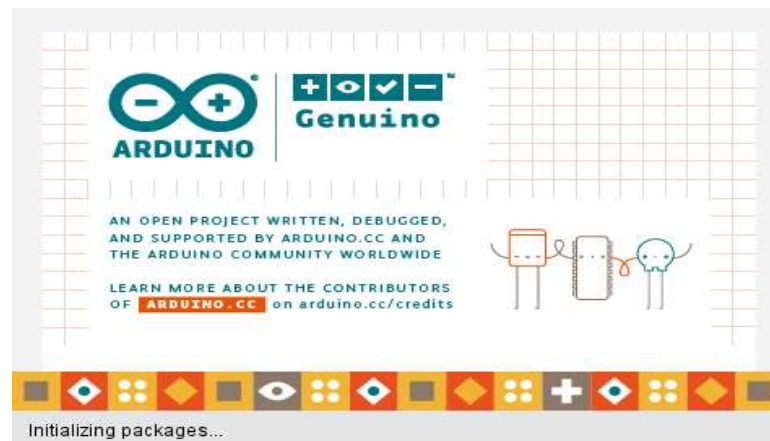 ARDUINO
Genuino
AN OPEN PROJECT WRITTEN, DEBUGGED,
AND SUPPORTED BY ARDUINO.CC AND
THE ARDUINO COMMUNITY WORLDWIDE
LEARN MORE ABOUT THE CONTRIBUTORS
OF ARDUINO.CC on arduino.cc/credits
Initializing packages...